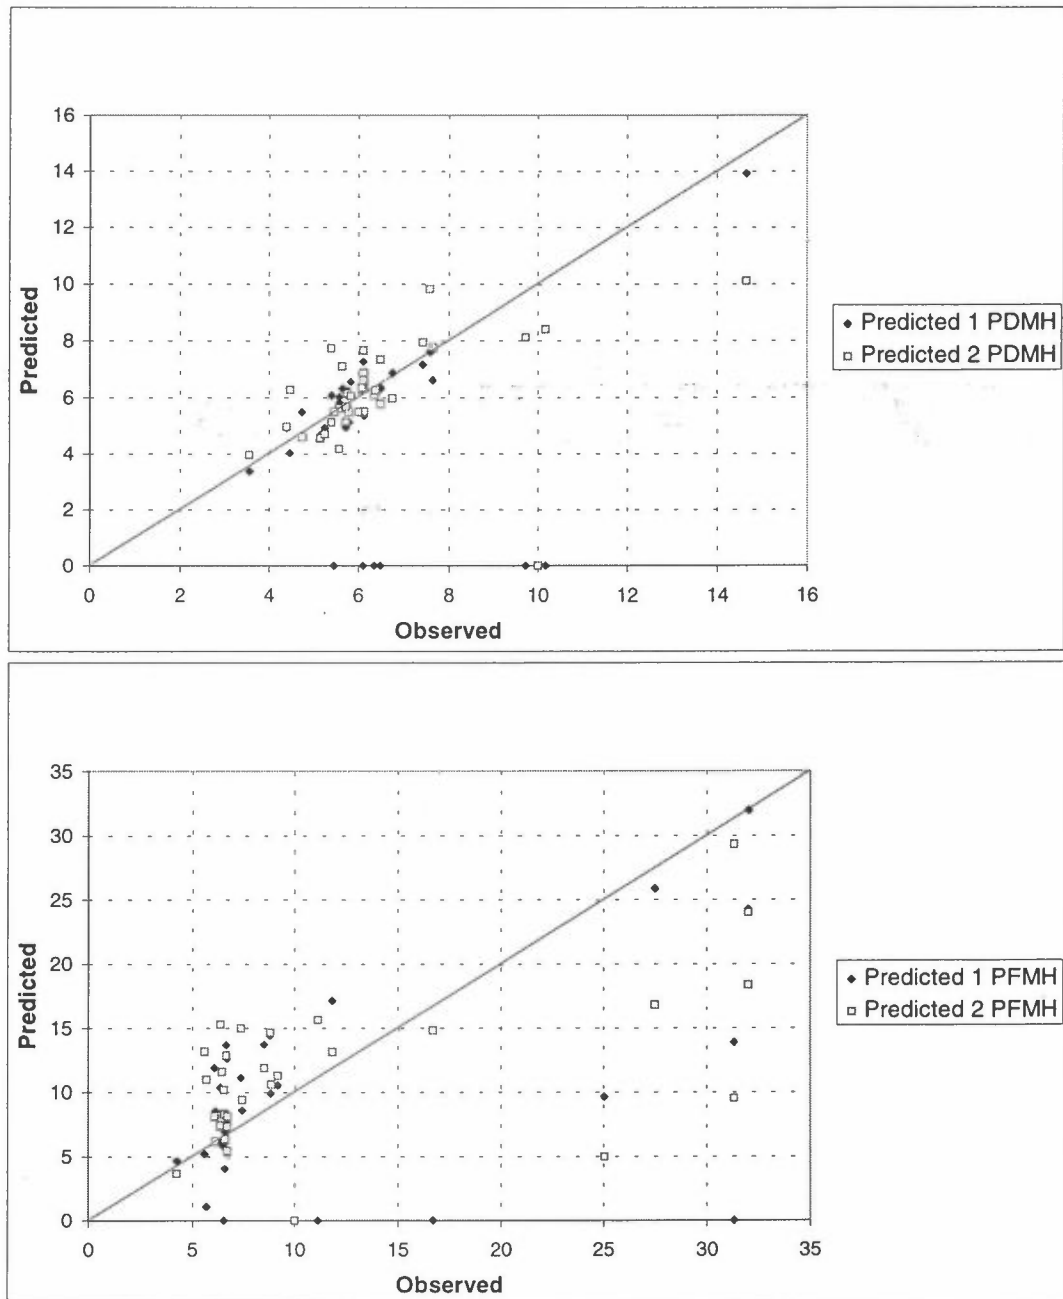 16
14
12
10
8
6
4
2
0
Predicted
0 2 4 6 8 10 12 14 16
Observed
Predicted 1 PDMH
Predicted 2 PDMH
35
30
25
20
15
10
5
0
Predicted
0 5 10 15 20 25 30 35
Observed
Predicted 1 PFMH
Predicted 2 PFMH